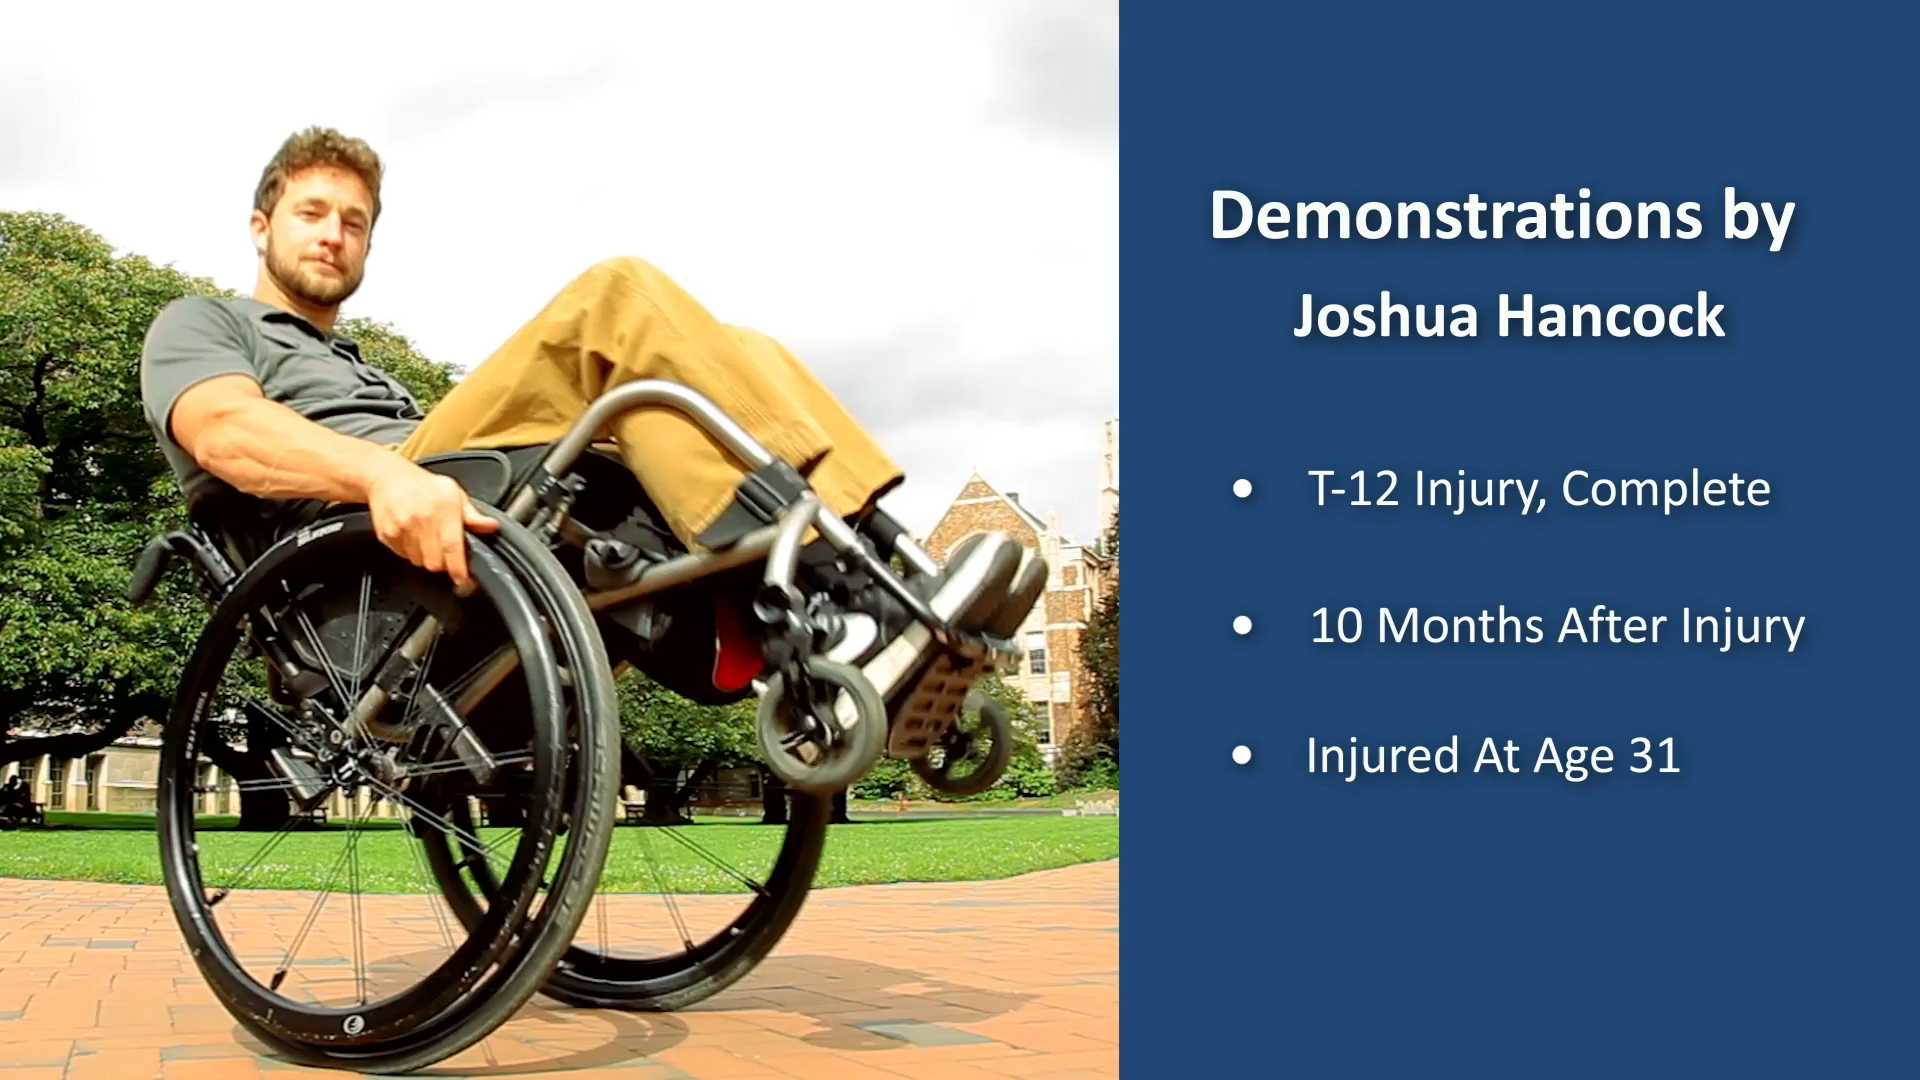 Demonstrations by
Joshua Hancock
• T-12 Injury, Complete
• 10 Months After Injury
• Injured At Age 31